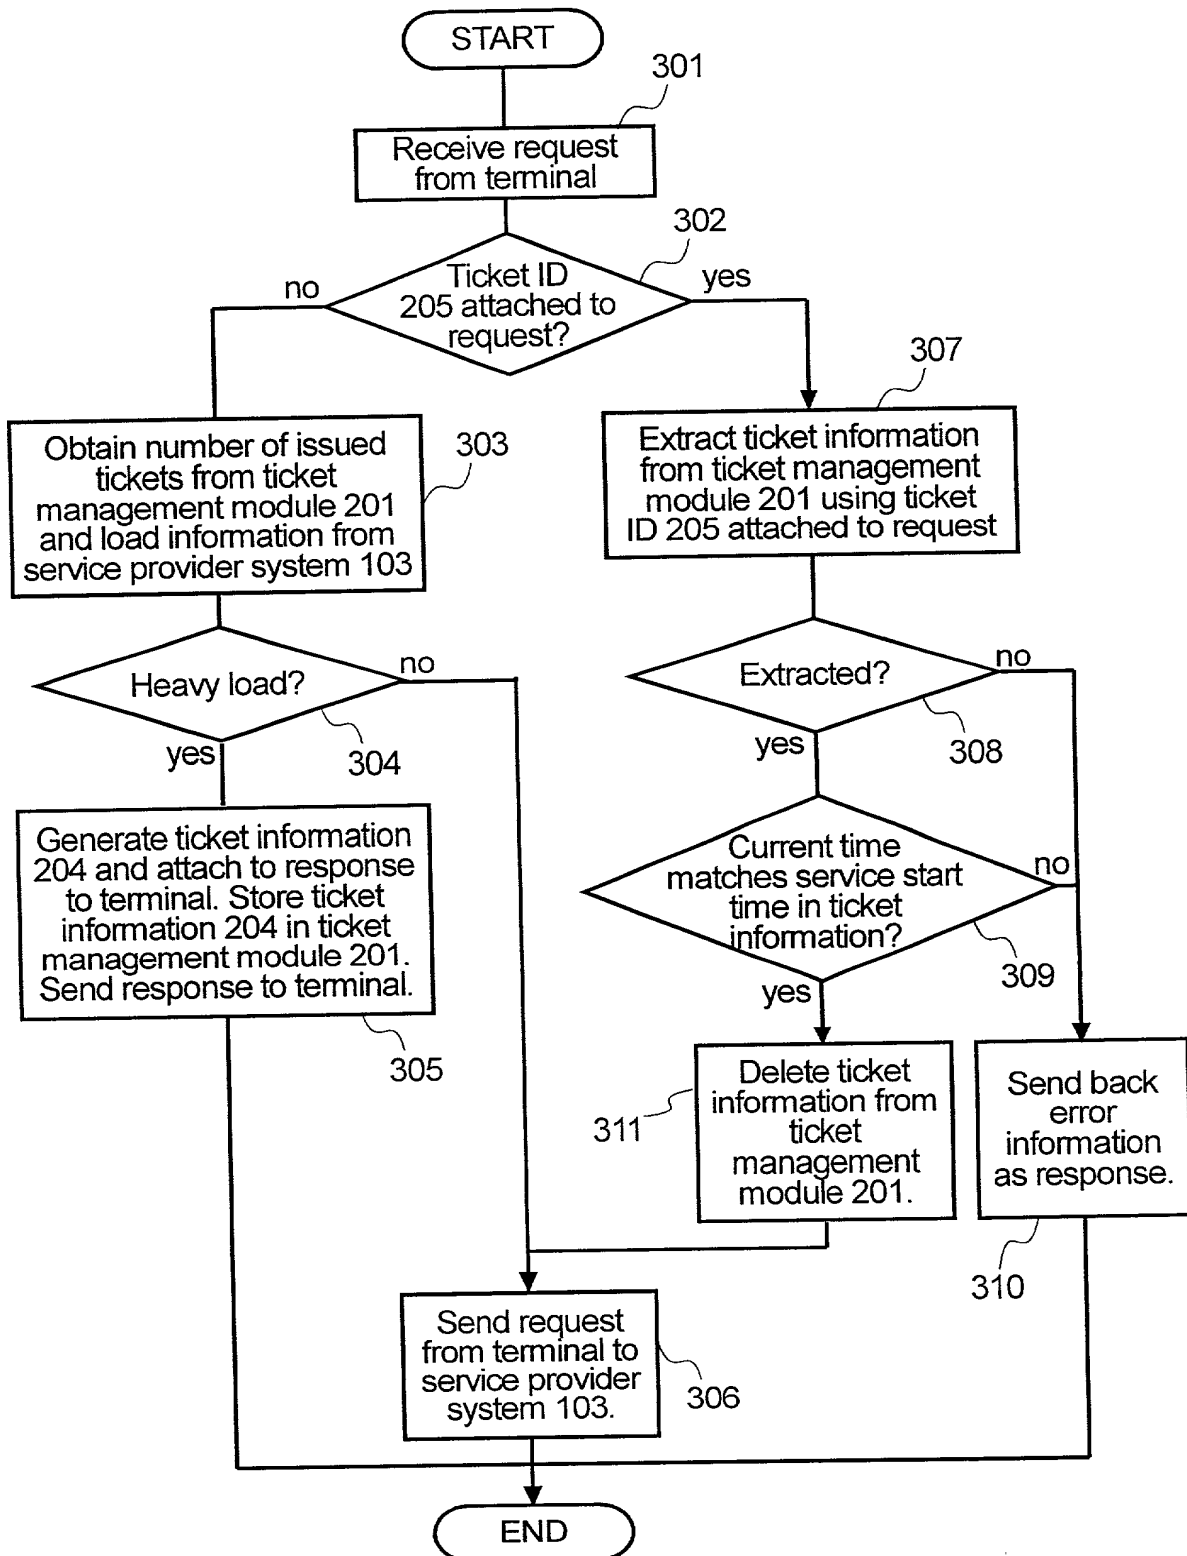 START
301
Receive request
from terminal
302
Ticket ID
205 attached to
request?
no
yes
307
303
Obtain number of issued
tickets from ticket
management module 201
and load information from
service provider system 103
Extract ticket information
from ticket management
module 201 using ticket
ID 205 attached to request
Heavy load?
no
yes
304
Extracted?
no
yes
308
Generate ticket information
204 and attach to response
to terminal. Store ticket
information 204 in ticket
management module 201.
Send response to terminal.
305
Current time
matches service start
time in ticket
information?
no
yes
309
311
Delete ticket
information from
ticket
management
module 201.
Send back
error
information
as response.
310
Send request
from terminal to
service provider
system 103.
306
END